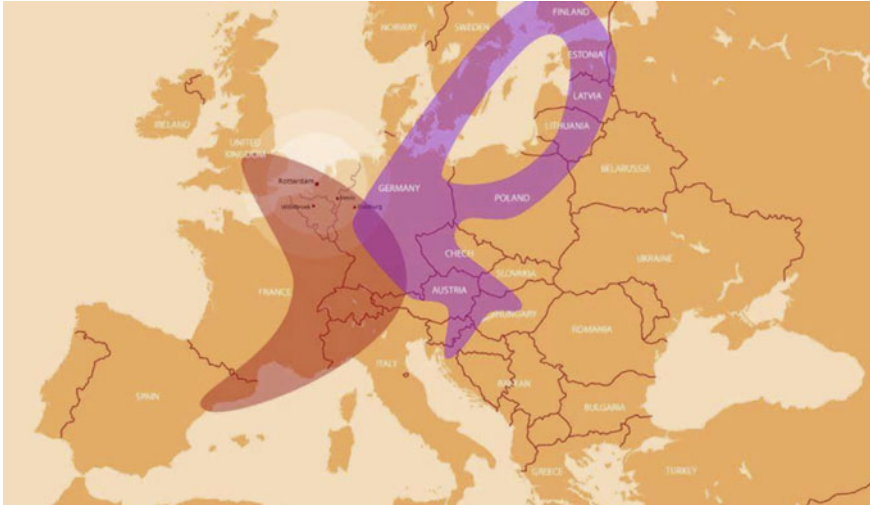 FINLAND
NORWAY
SWEDEN
ESTONIA
LATVIA
IRELAND
LITHUANIA
UNITED
KINGDOM
BELARUSSIA
Rotterdam
GERMANY
POLAND
CHECH
UKRAINE
SLOVAKIA
FRANCE
AUSTRIA
HUNGARY
ROMANIA
ITALY
SPAIN
BALKAN
BULGARIA
GREECE
TURKEY